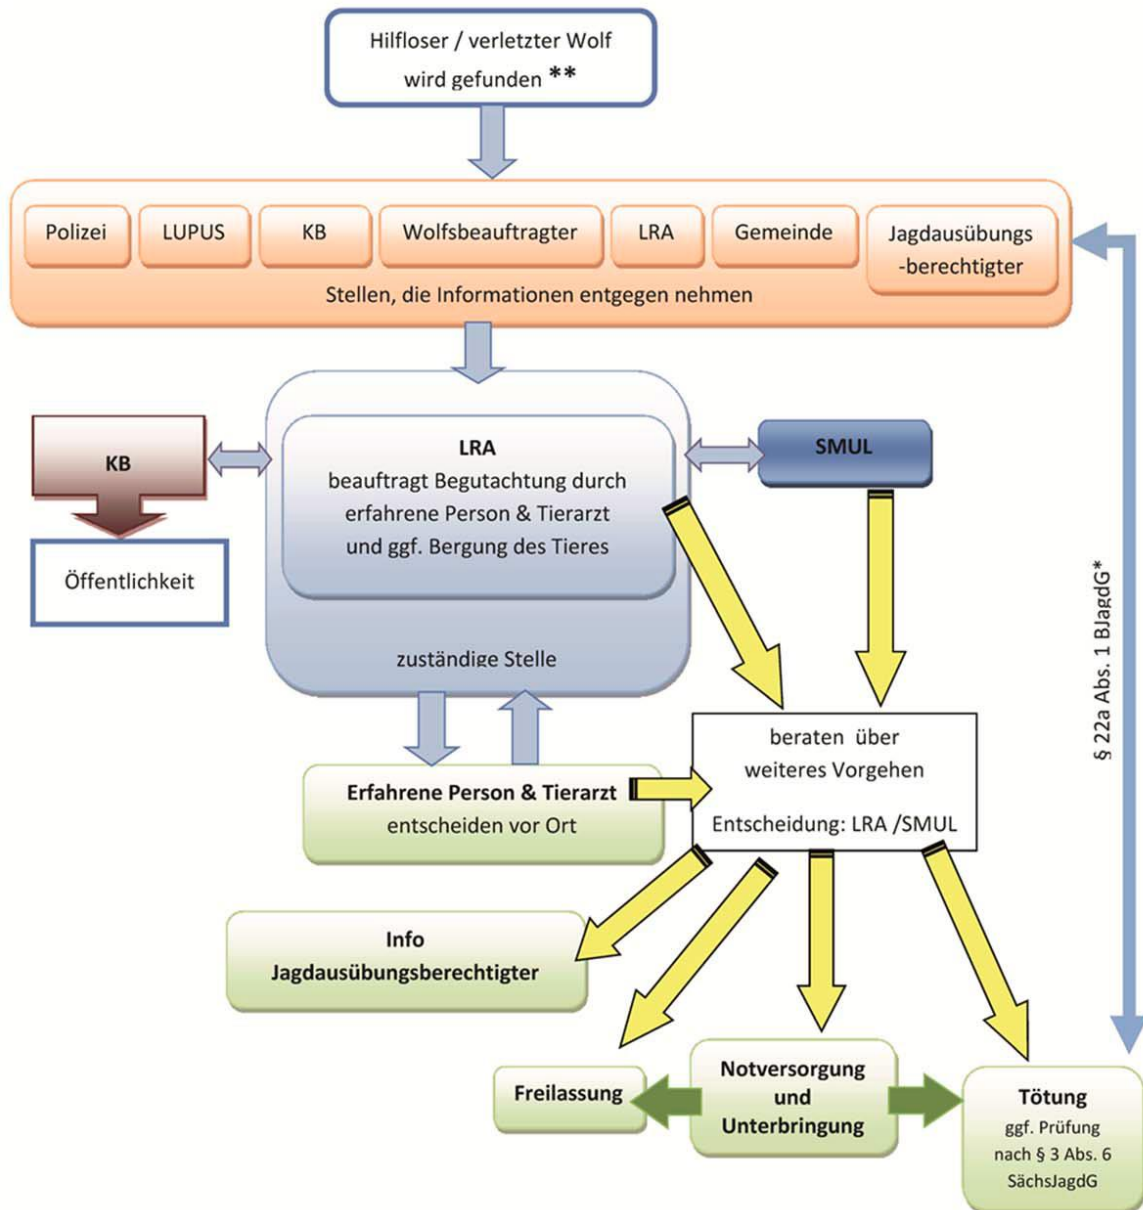 Hilfloser / verletzter Wolf
wird gefunden **
Polizei
LUPUS
KB
Wolfsbeauftragter
LRA
Gemeinde
Jagdausübungs
-berechtigter
Stellen, die Informationen entgegen nehmen
KB
Öffentlichkeit
LRA
beauftragt Begutachtung durch
erfahrene Person & Tierarzt
und ggf. Bergung des Tieres
zuständige Stelle
SMUL
§ 22a Abs. 1 BJagdG*
beraten über
weiteres Vorgehen
Entscheidung: LRA /SMUL
Erfahrene Person & Tierarzt
entscheiden vor Ort
Info
Jagdausübungsberechtigter
Freilassung
Notversorgung
und
Unterbringung
Tötung
ggf. Prüfung
nach § 3 Abs. 6
SächsJagdG